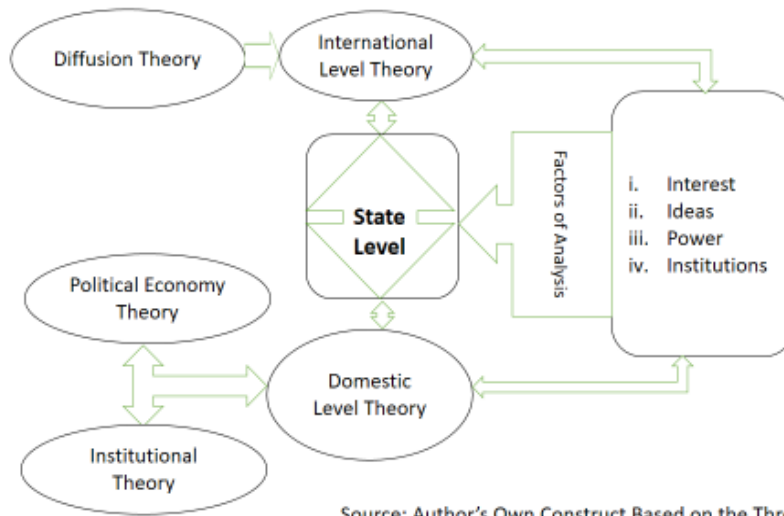 Diffusion Theory
International
Level Theory
State
Level
Factors of Analysis
i. Interest
ii. Ideas
iii. Power
iv. Institutions
Political Economy
Theory
Domestic
Level Theory
Institutional
Theory
Source: Author's Own Construct Based on the